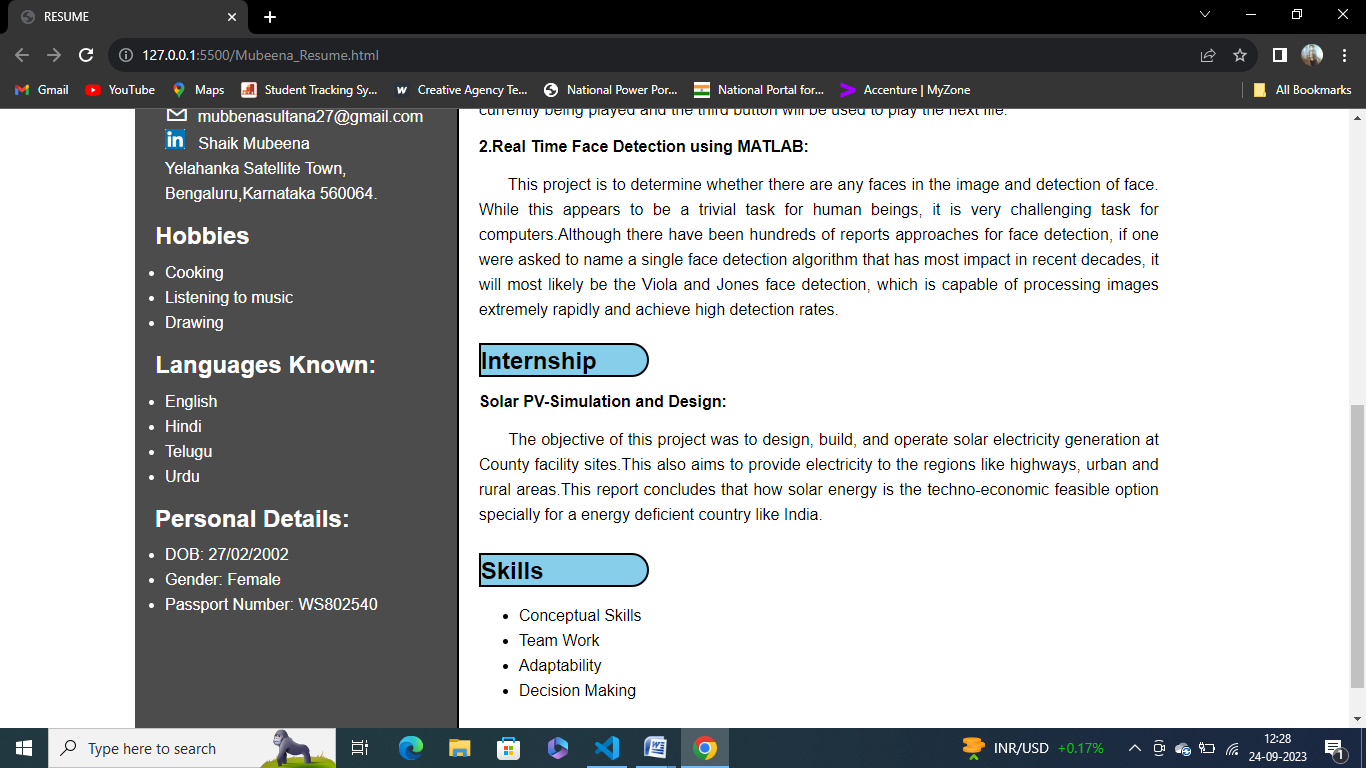 RESUME
127.0.0.1:5500/Mubeena_Resume.html
Gmail
YouTube
Maps
Student Tracking Sy...
Creative Agency Te...
National Power Por...
National Portal for...
Accenture | MyZone
All Bookmarks
mubbenasultana27@gmail.com
Shaik Mubeena
Yelahanka Satellite Town,
Bengaluru,Karnataka 560064.
Hobbies
Cooking
Listening to music
Drawing
Languages Known:
English
Hindi
Telugu
Urdu
Personal Details:
DOB: 27/02/2002
Gender: Female
Passport Number: WS802540
currently being played and the third button will be used to play the next file.
2.Real Time Face Detection using MATLAB:
This project is to determine whether there are any faces in the image and detection of face.
While this appears to be a trivial task for human beings, it is very challenging task for
computers.Although there have been hundreds of reports approaches for face detection, if one
were asked to name a single face detection algorithm that has most impact in recent decades, it
will most likely be the Viola and Jones face detection, which is capable of processing images
extremely rapidly and achieve high detection rates.
Internship
Solar PV-Simulation and Design:
The objective of this project was to design, build, and operate solar electricity generation at
County facility sites.This also aims to provide electricity to the regions like highways, urban and
rural areas.This report concludes that how solar energy is the techno-economic feasible option
specially for a energy deficient country like India.
Skills
Conceptual Skills
Team Work
Adaptability
Decision Making
Type here to search
INR/USD +0.17%
12:28
24-09-2023
1